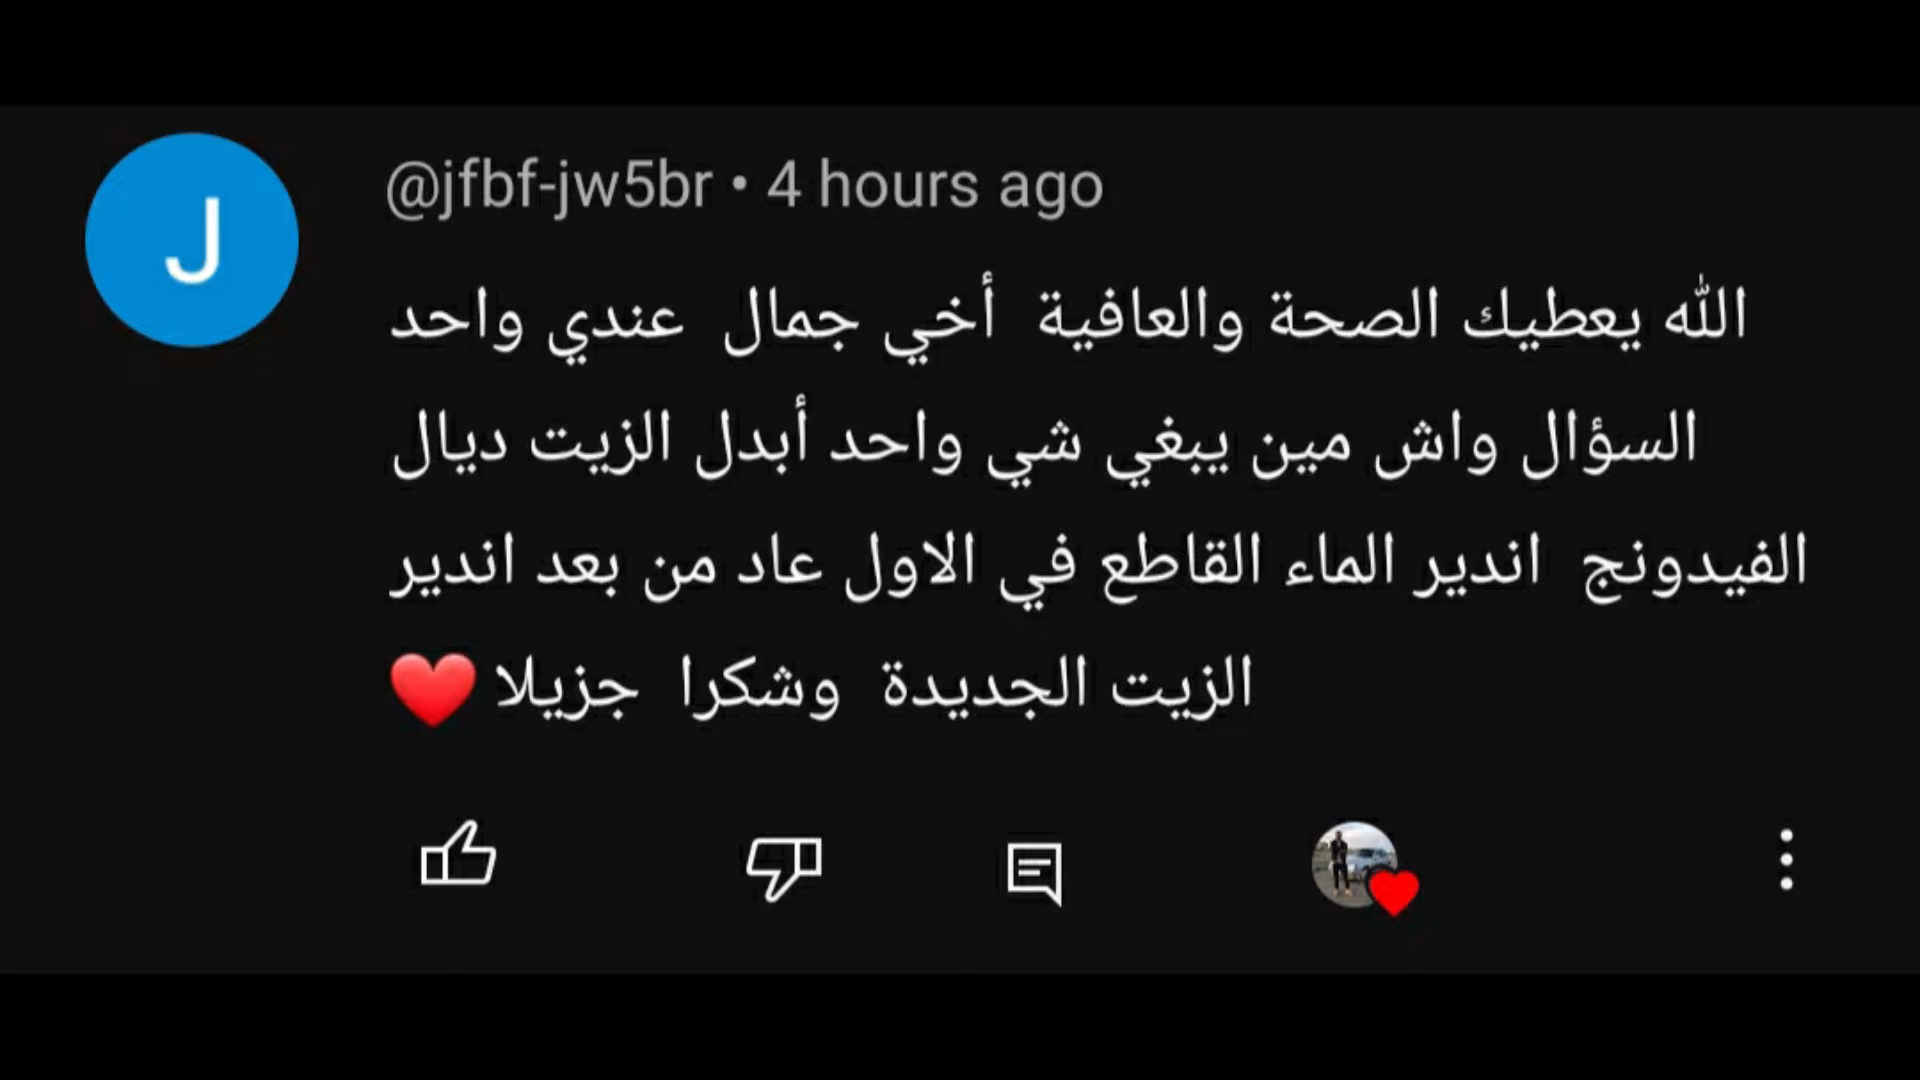 J
@jfbf-jw5br • 4 hours ago
الله يعطيك الصحة والعافية أخي جمال عندي واحد
السؤال واش مين يبغي شي واحد أبدل الزيت ديال
الفيدونج اندير الماء القاطع في الاول عاد من بعد اندير
الزيت الجديدة وشكرا جزيلا ❤️